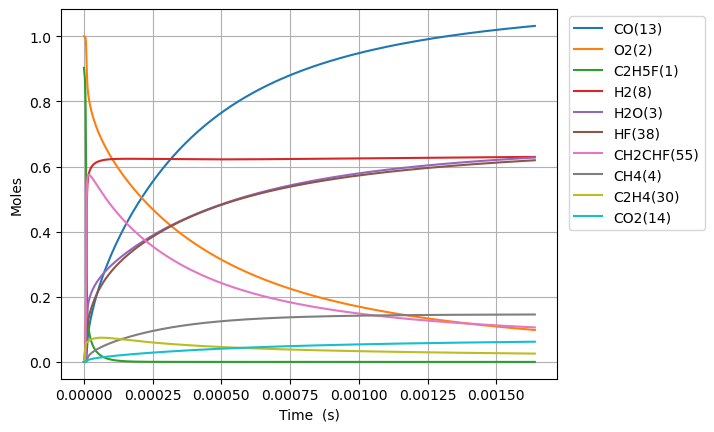 1.0
0.8
0.6
0.4
0.2
0.0
Moles
0.00000 0.00025 0.00050 0.00075 0.00100 0.00125 0.00150
Time (s)
CO(13)
O2(2)
C2H5F(1)
H2(8)
H2O(3)
HF(38)
CH2CHF(55)
CH4(4)
C2H4(30)
CO2(14)